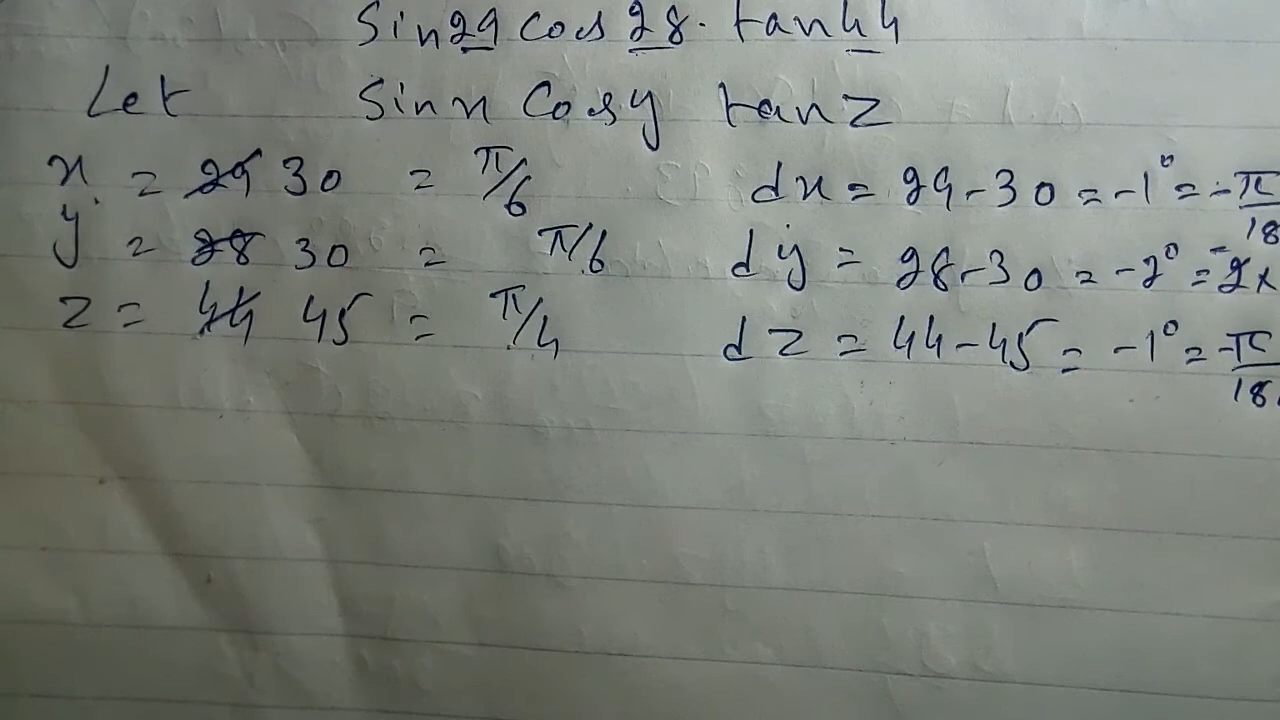 Sin29 Cos 28. tan44
Let Sinx Cosy tanz
x = 29 30 = π/6 dx = 29-30 = -1° = -π/18
y = 28 30 = π/6 dy = 28-30 = -2° = -2x
z = 44 45 = π/4 dz = 44-45 = -1° = -π/18